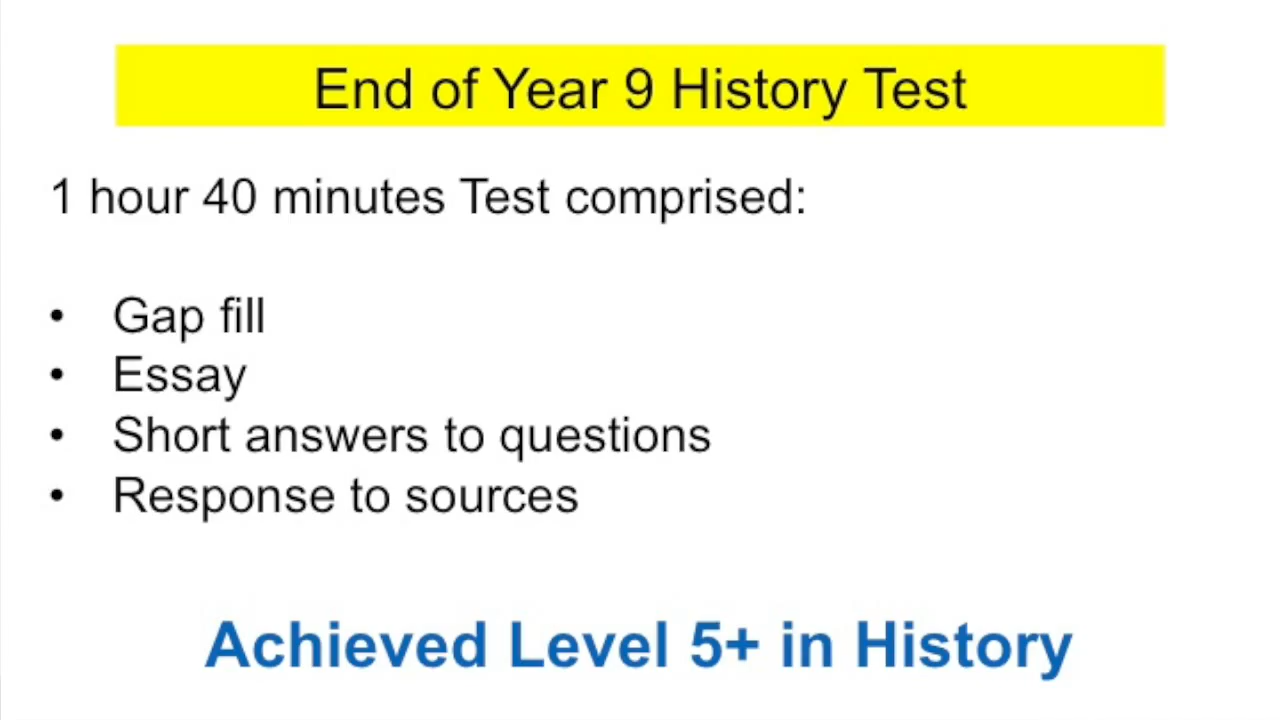 End of Year 9 History Test
1 hour 40 minutes Test comprised:
• Gap fill
• Essay
• Short answers to questions
• Response to sources
Achieved Level 5+ in History